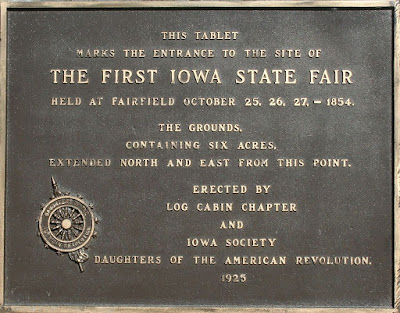 THIS TABLET
MARKS THE ENTRANCE TO THE SITE OF
THE FIRST IOWA STATE FAIR
HELD AT FAIRFIELD OCTOBER 25, 26, 27, – 1854.
THE GROUNDS,
CONTAINING SIX ACRES,
EXTENDED NORTH AND EAST FROM THIS POINT.
ERECTED BY
LOG CABIN CHAPTER
AND
IOWA SOCIETY
DAUGHTERS OF THE AMERICAN REVOLUTION.
1925